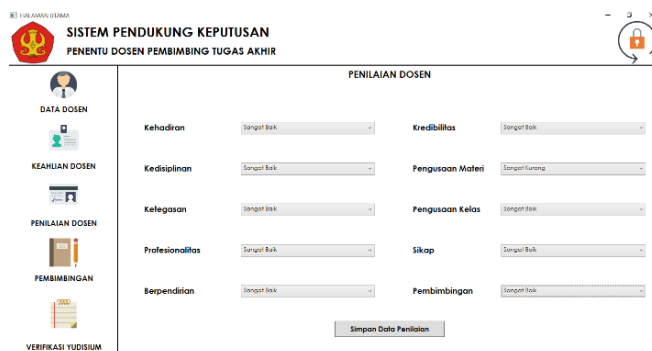 HALAMAN UTAMA
SISTEM PENDUKUNG KEPUTUSAN
PENENTU DOSEN PEMBIMBING TUGAS AKHIR
DATA DOSEN
KEAHLIAN DOSEN
PENILAIAN DOSEN
PEMBIMBINGAN
VERIFIKASI YUDISIUM
PENILAIAN DOSEN
Kehadiran Sangat Baik Kredibilitas Sangat Baik
Kedisiplinan Sangat Baik Pengusaan Materi Sangat Kurang
Ketegasan Sangat Baik Pengusaan Kelas Sangat Baik
Profesionalitas Sangat Baik Sikap Sangat Baik
Berpendirian Sangat Baik Pembimbingan Sangat Baik
Simpan Data Penilaian